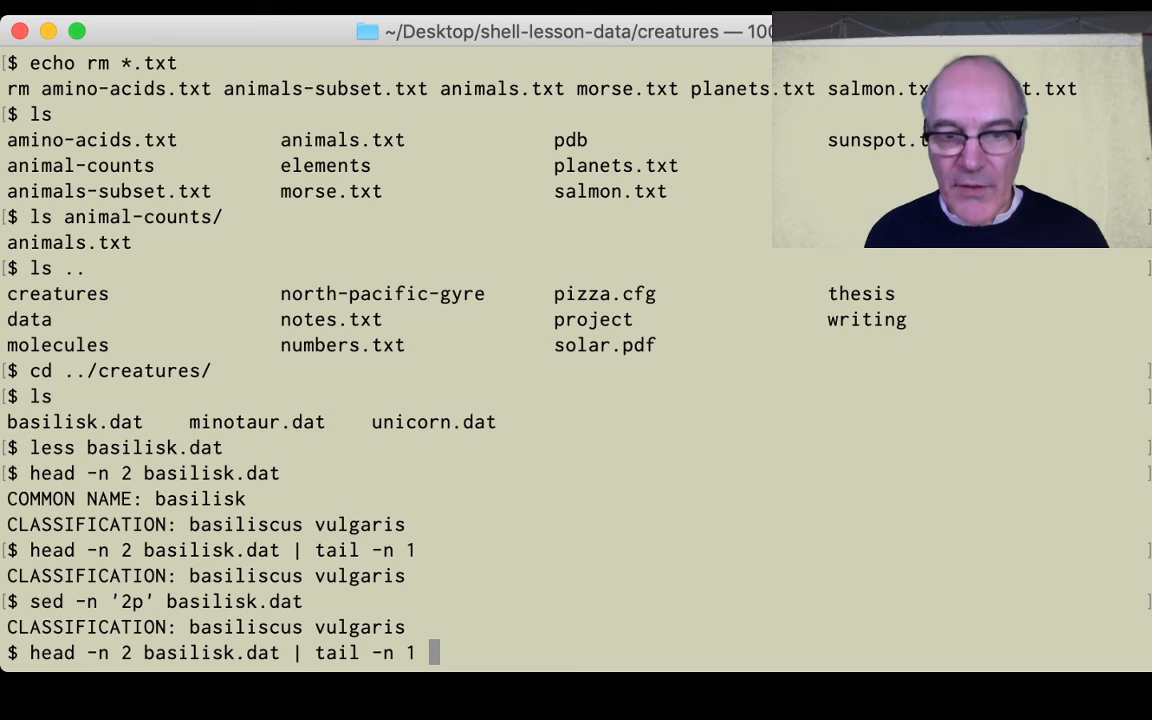 ~/Desktop/shell-lesson-data/creatures — 10
$ echo rm *.txt
rm amino-acids.txt animals-subset.txt animals.txt morse.txt planets.txt t.txt
$ ls
amino-acids.txt animals.txt pdb
animal-counts elements planets.txt
animals-subset.txt morse.txt salmon.txt
$ ls animal-counts/
animals.txt
$ ls ..
creatures north-pacific-gyre pizza.cfg thesis
data notes.txt project writing
molecules numbers.txt solar.pdf
$ cd ../creatures/
$ ls
basilisk.dat minotaur.dat unicorn.dat
$ less basilisk.dat
$ head -n 2 basilisk.dat
COMMON NAME: basilisk
CLASSIFICATION: basiliscus vulgaris
$ head -n 2 basilisk.dat | tail -n 1
CLASSIFICATION: basiliscus vulgaris
$ sed -n '2p' basilisk.dat
CLASSIFICATION: basiliscus vulgaris
$ head -n 2 basilisk.dat | tail -n 1